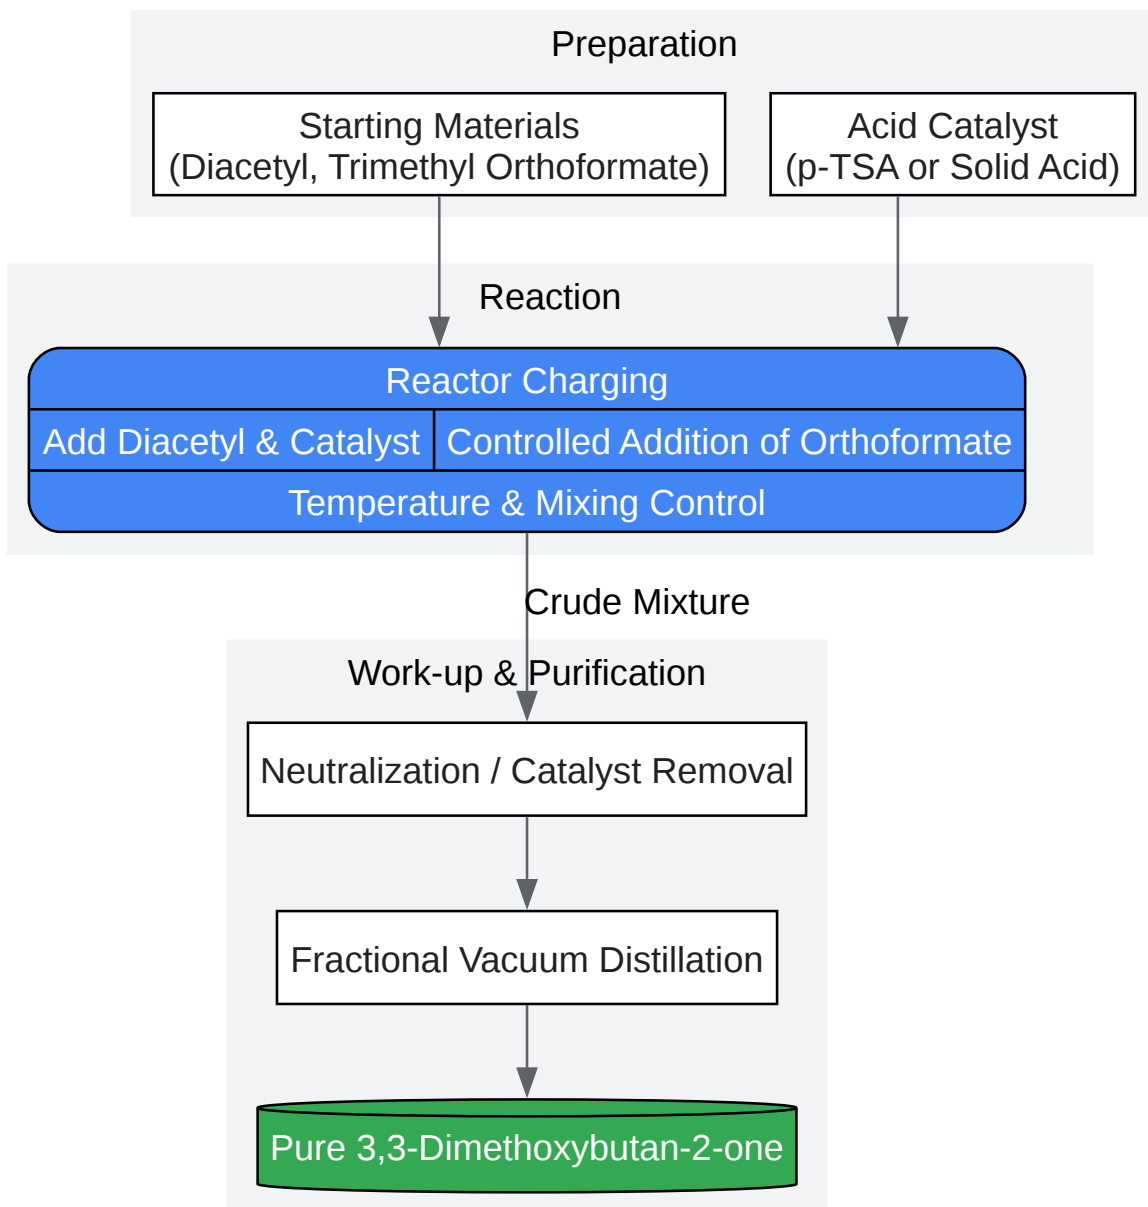 Preparation
Starting Materials
(Diacetyl, Trimethyl Orthoformate)
Acid Catalyst
(p-TSA or Solid Acid)
Reaction
Reactor Charging
Add Diacetyl & Catalyst
Controlled Addition of Orthoformate
Temperature & Mixing Control
Crude Mixture
Work-up & Purification
Neutralization / Catalyst Removal
Fractional Vacuum Distillation
Pure 3,3-Dimethoxybutan-2-one